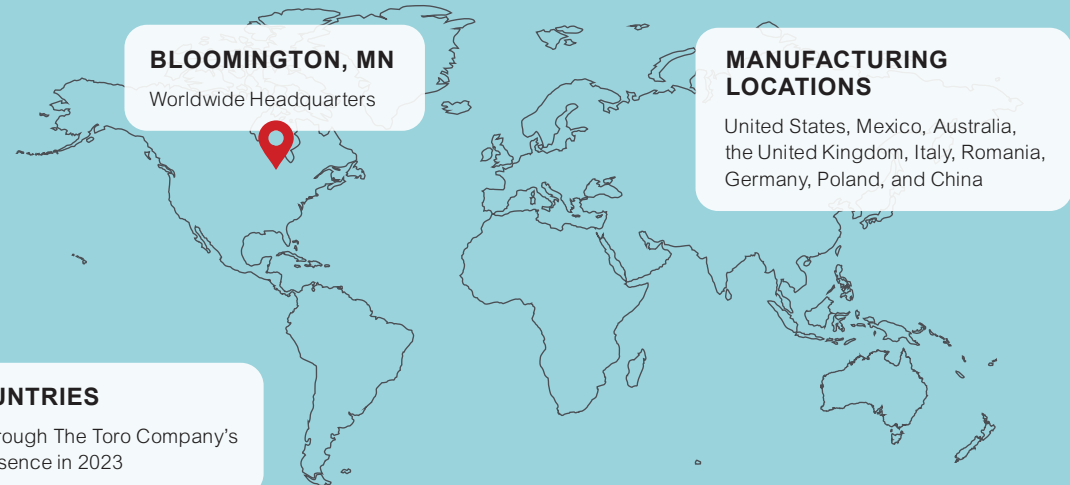 BLOOMINGTON, MN
Worldwide Headquarters
MANUFACTURING
LOCATIONS
United States, Mexico, Australia,
the United Kingdom, Italy, Romania,
Germany, Poland, and China
UNTRIES
rough The Toro Company’s
sence in 2023